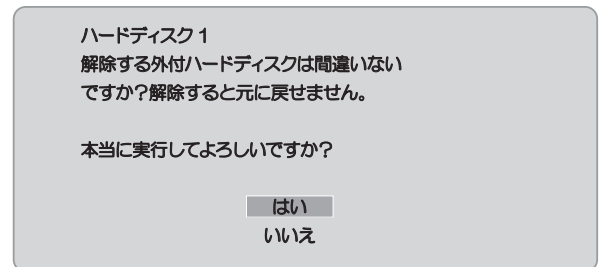 ハードディスク 1
解除する外付ハードディスクは間違いない
ですか?解除すると元に戻せません。
本当に実行してよろしいですか?
はい
いいえ